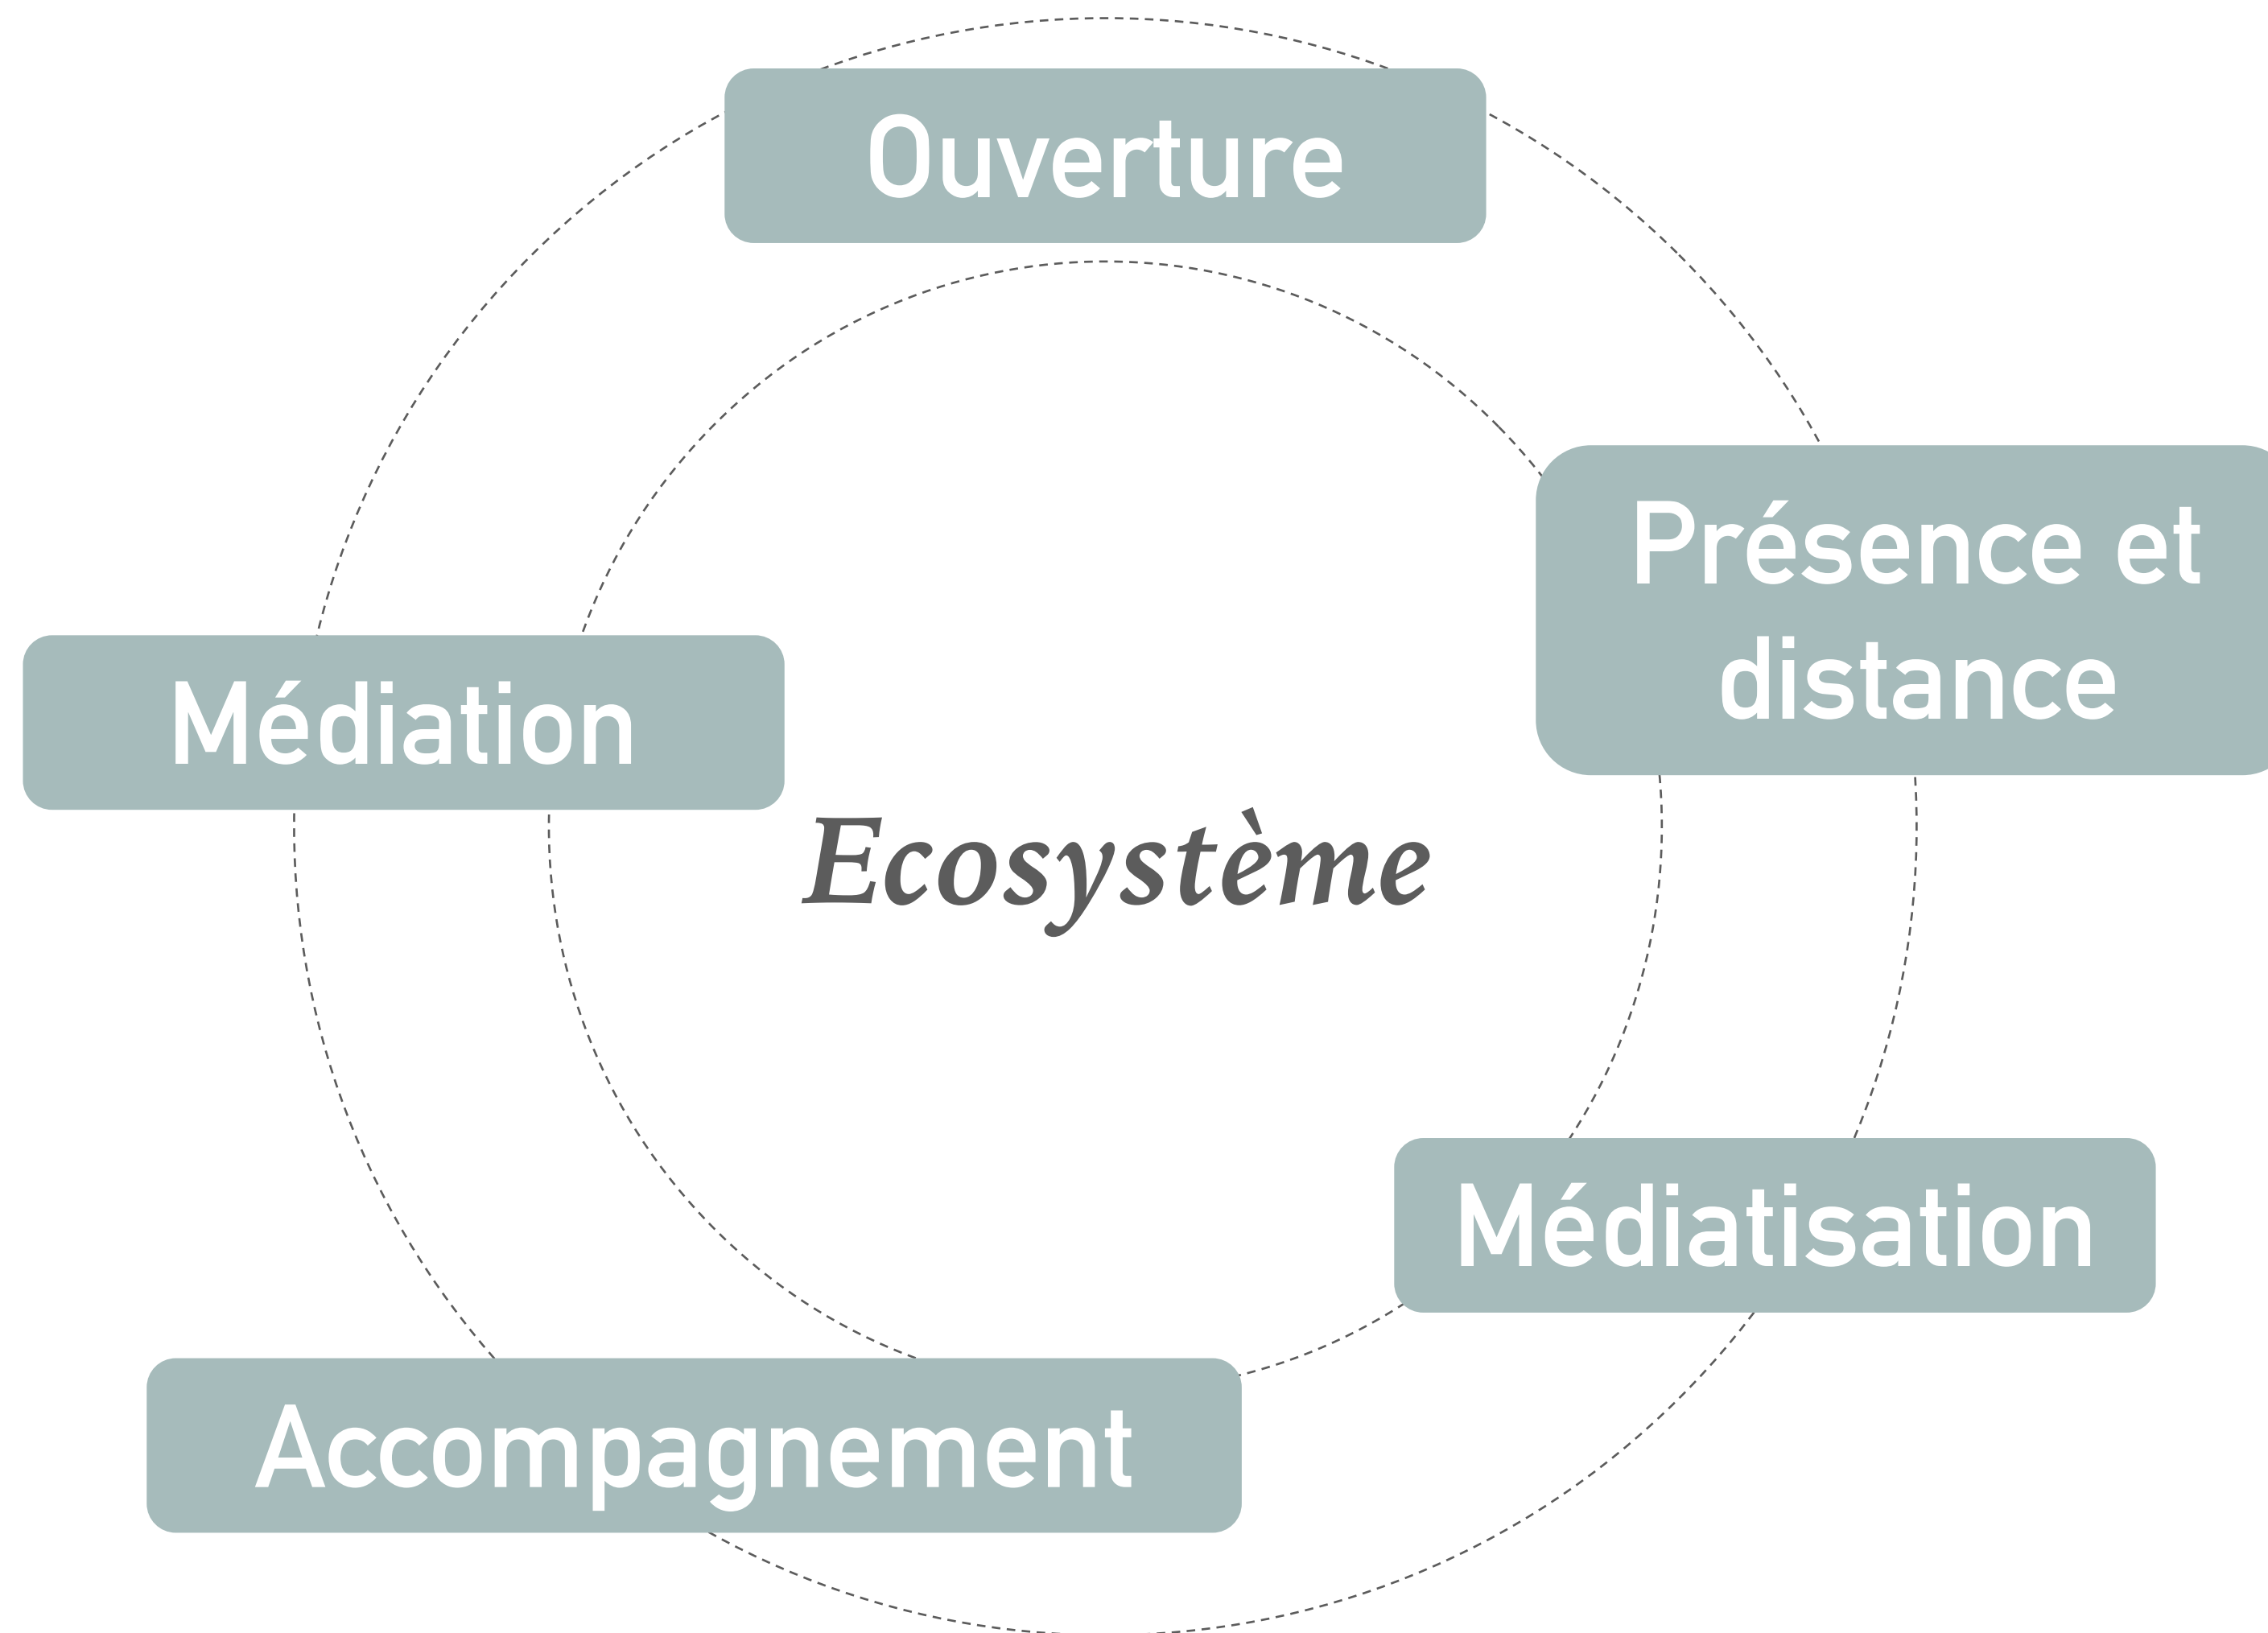 Ouverture
Présence et
distance
Médiation
Ecosystème
Médiatisation
Accompagnement